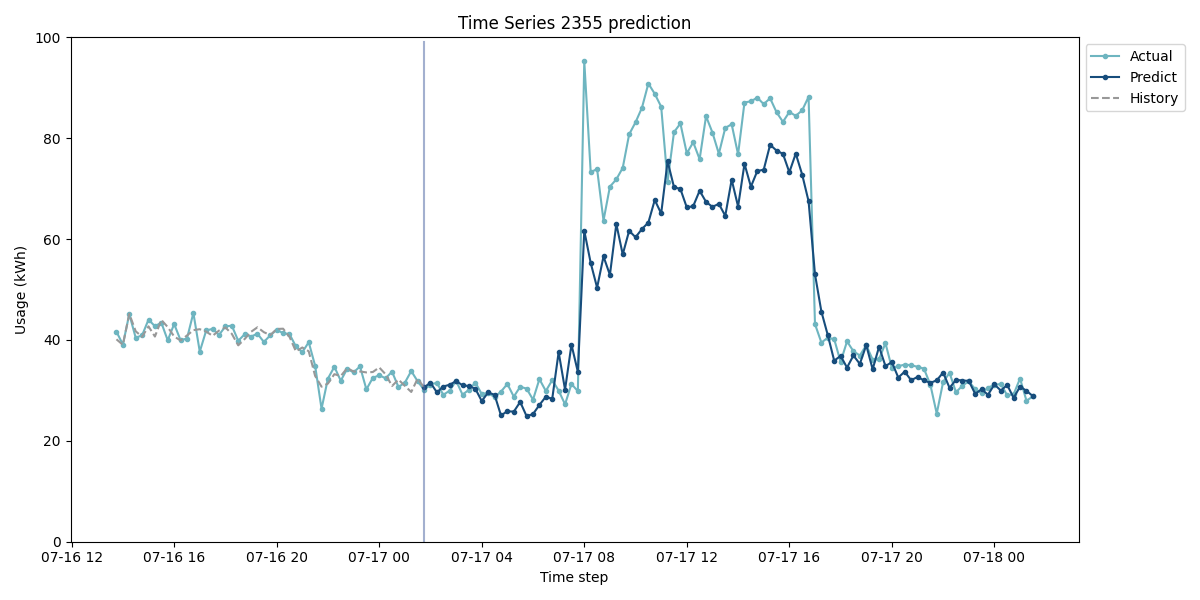 Time Series 2355 prediction
100
80
60
40
20
0
Usage (kWh)
07-16 12 07-16 16 07-16 20 07-17 00 07-17 04 07-17 08 07-17 12 07-17 16 07-17 20 07-18 00
Time step
Actual
Predict
History